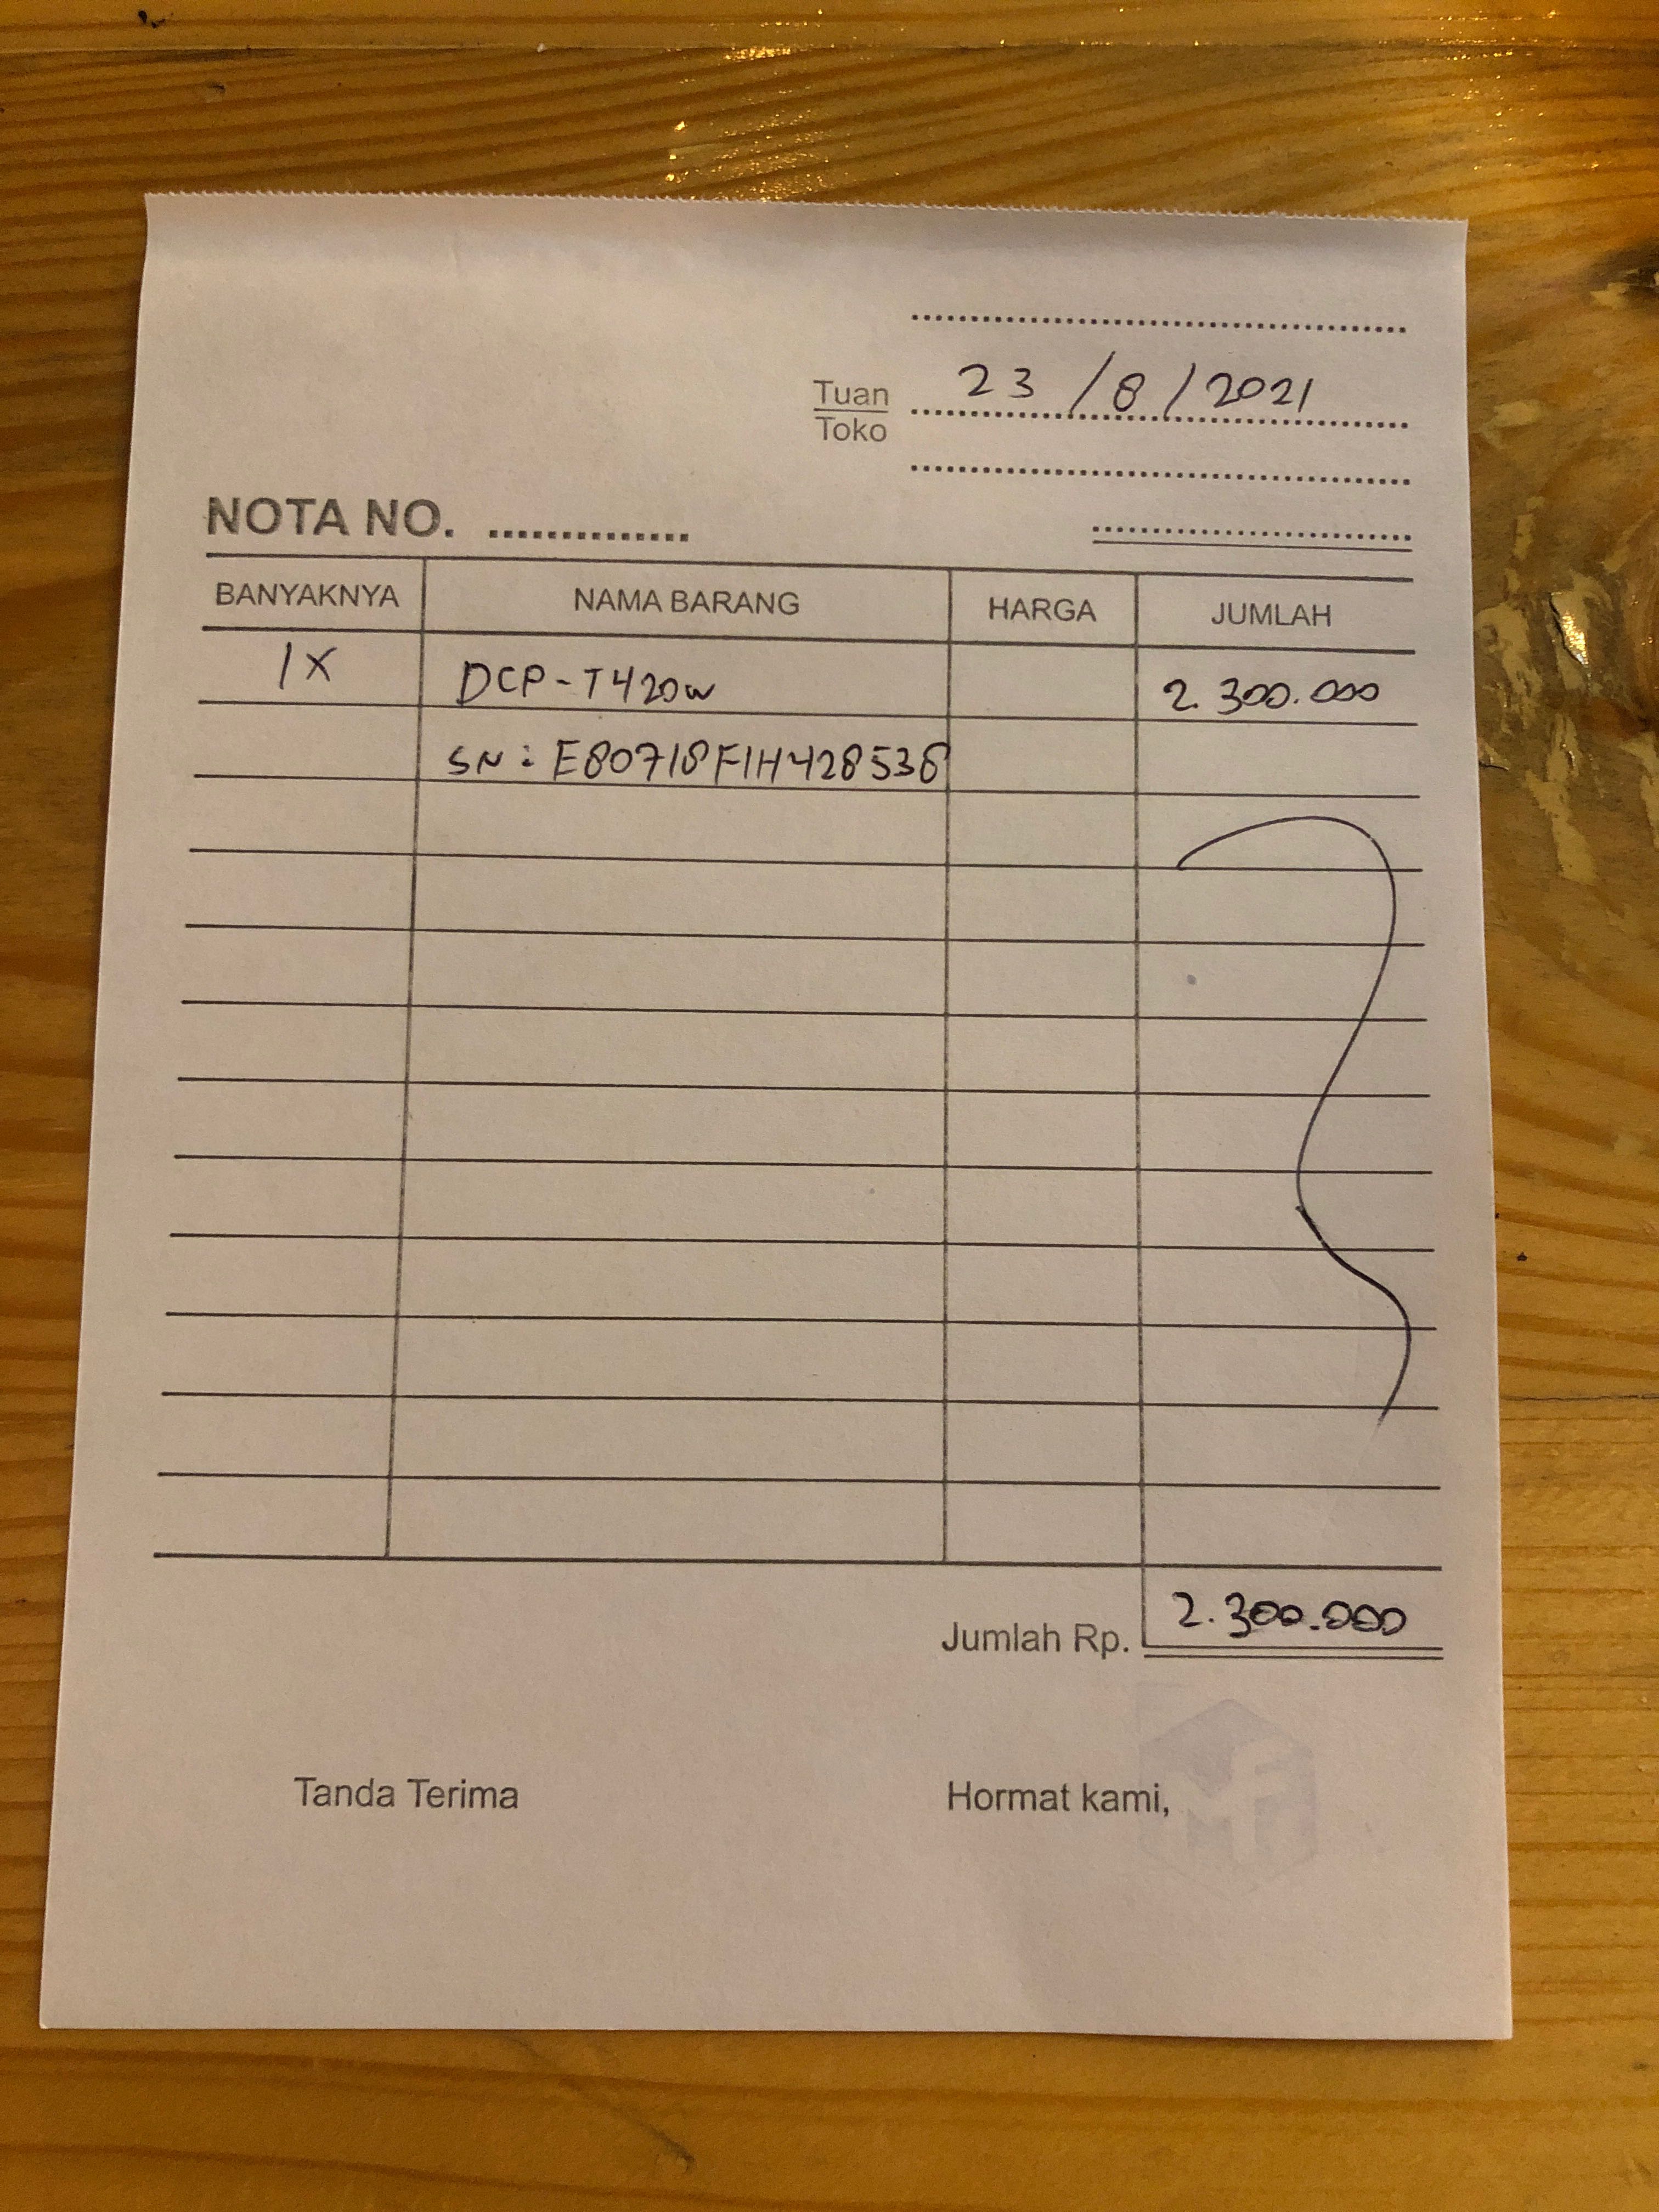 23/8/2021
Tuan
Toko
NOTA NO. ..............
BANYAKNYA NAMA BARANG HARGA JUMLAH
1X DCP-T420W 2.300.000
SN: E80718F1H428538
Jumlah Rp. 2.300.000
Tanda Terima Hormat kami,